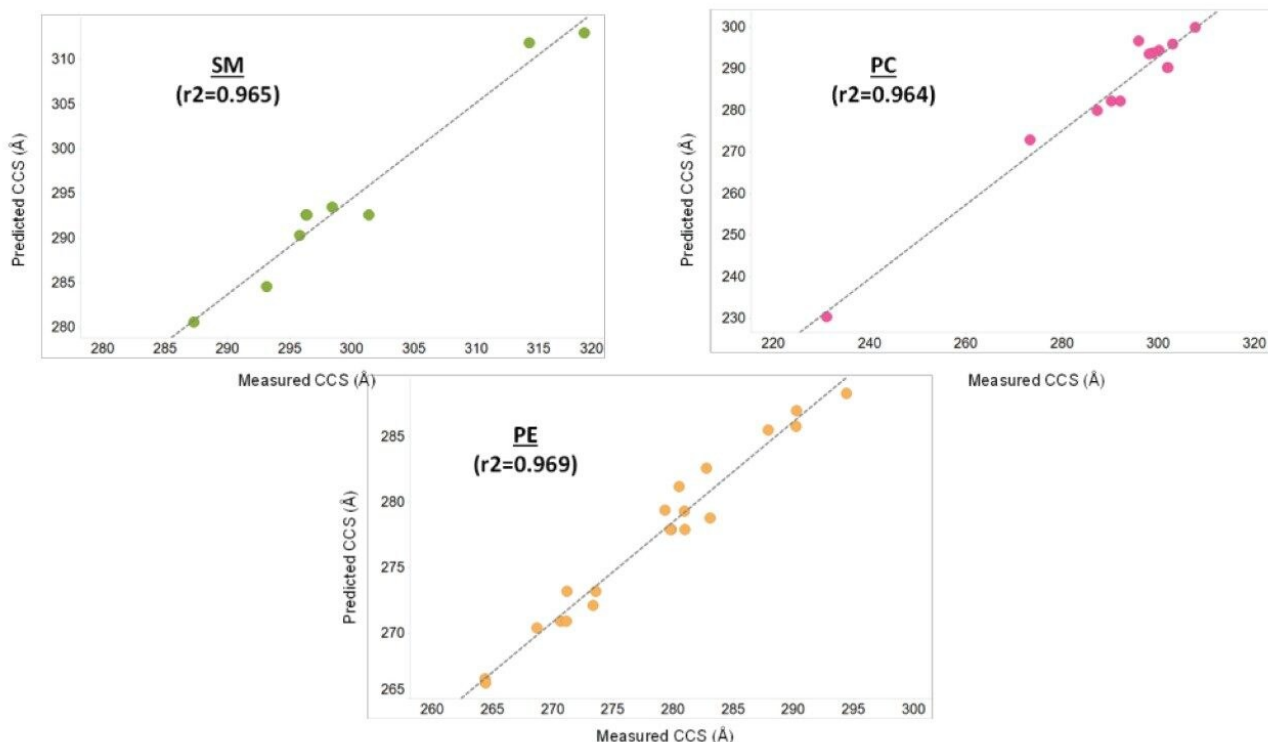 SM
(r2=0.965)
Predicted CCS (Å)
310
305
300
295
290
285
280
280 285 290 295 300 305 310 315 320
Measured CCS (Å)
PC
(r2=0.964)
Predicted CCS (Å)
300
290
280
270
260
250
240
230
220 240 260 280 300 320
Measured CCS (Å)
PE
(r2=0.969)
Predicted CCS (Å)
285
280
275
270
265
260 265 270 275 280 285 290 295 300
Measured CCS (Å)